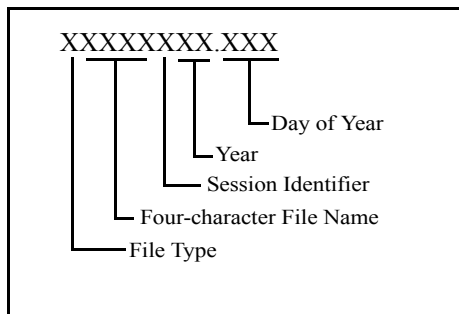 XXXXXXXX.XXX
Day of Year
Year
Session Identifier
Four-character File Name
File Type